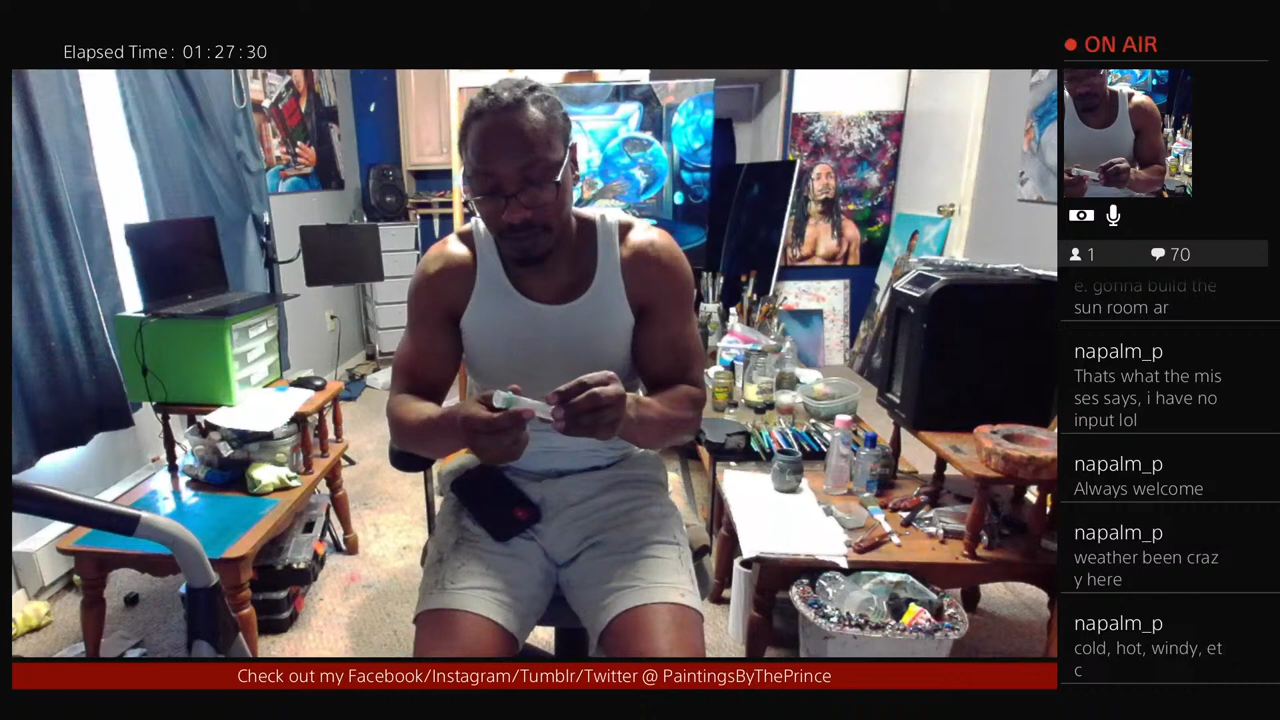 Elapsed Time: 01:27:30
ON AIR
1 70
e. gonna build the
sun room ar
napalm_p
Thats what the mis
ses says, i have no
input lol
napalm_p
Always welcome
napalm_p
weather been craz
y here
napalm_p
cold, hot, windy, et
c
Check out my Facebook/Instagram/Tumblr/Twitter @ PaintingsByThePrince